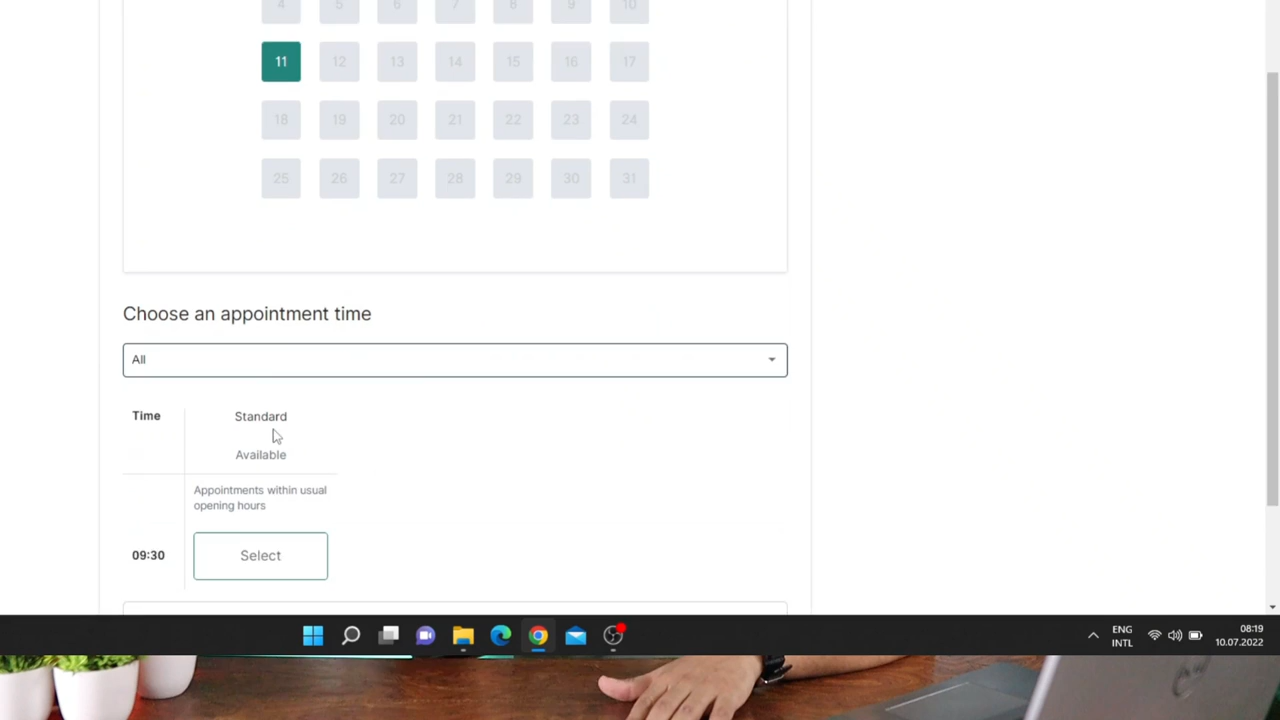 4 5 6 7 8 9 10
11 12 13 14 15 16 17
18 19 20 21 22 23 24
25 26 27 28 29 30 31
Choose an appointment time
All
Time Standard
Available
Appointments within usual
opening hours
09:30 Select
ENG
INTL
08:19
10.07.2022